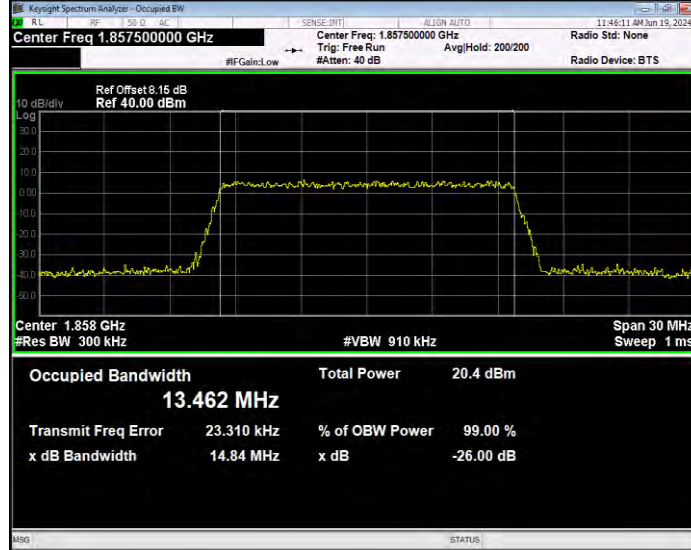 Keysight Spectrum Analyzer - Occupied BW
RL RF 50 Ω AC SENSE:INT ALIGN AUTO 11:46:11 AM Jun 19, 2024
Center Freq 1.857500000 GHz Center Freq: 1.857500000 GHz Radio Std: None
Trig: Free Run Avg|Hold: 200/200
#IFGain:Low #Atten: 40 dB Radio Device: BTS
Ref Offset 8.15 dB
10 dB/div Ref 40.00 dBm
Log
30.0
20.0
10.0
0.00
-10.0
-20.0
-30.0
-40.0
-50.0
Center 1.858 GHz Span 30 MHz
#Res BW 300 kHz #VBW 910 kHz Sweep 1 ms
Occupied Bandwidth Total Power 20.4 dBm
13.462 MHz
Transmit Freq Error 23.310 kHz % of OBW Power 99.00 %
x dB Bandwidth 14.84 MHz x dB -26.00 dB
MSG STATUS